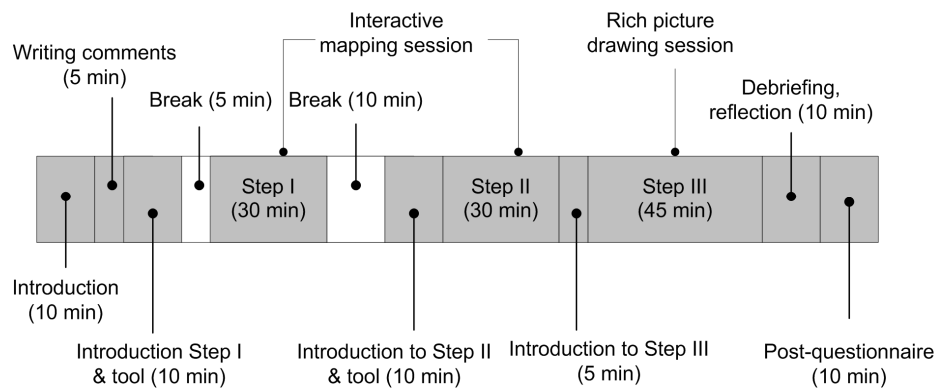 Interactive
mapping session
Rich picture
drawing session
Writing comments
(5 min)
Break (5 min)
Break (10 min)
Debriefing,
reflection (10 min)
Step I
(30 min)
Step II
(30 min)
Step III
(45 min)
Introduction
(10 min)
Introduction Step I
& tool (10 min)
Introduction to Step II
& tool (10 min)
Introduction to Step III
(5 min)
Post-questionnaire
(10 min)